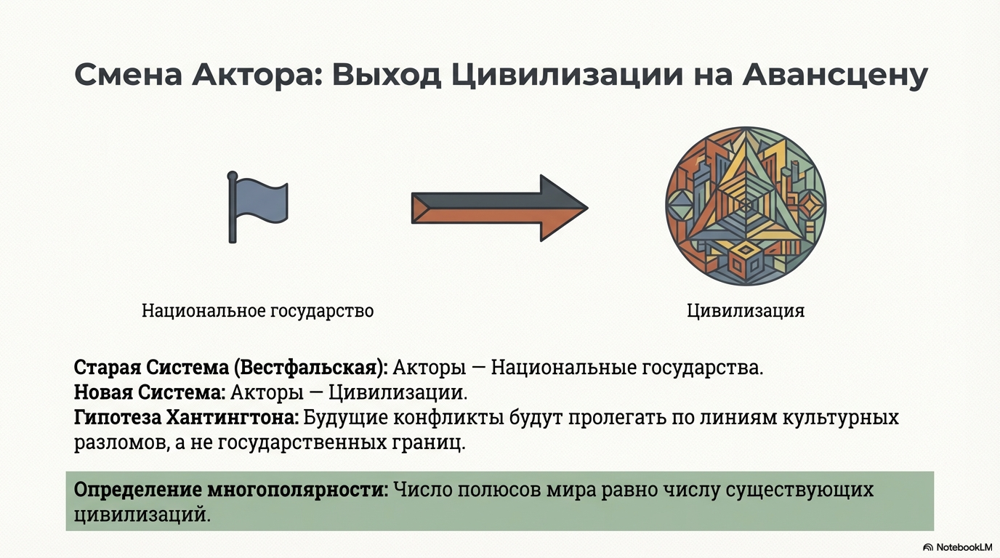 Смена Актора: Выход Цивилизации на Авансцену
Национальное государство
Цивилизация
Старая Система (Вестфальская): Акторы — Национальные государства.
Новая Система: Акторы — Цивилизации.
Гипотеза Хантингтона: Будущие конфликты будут пролегать по линиям культурных
разломов, а не государственных границ.
Определение многополярности: Число полюсов мира равно числу существующих
цивилизаций.
NotebookLM